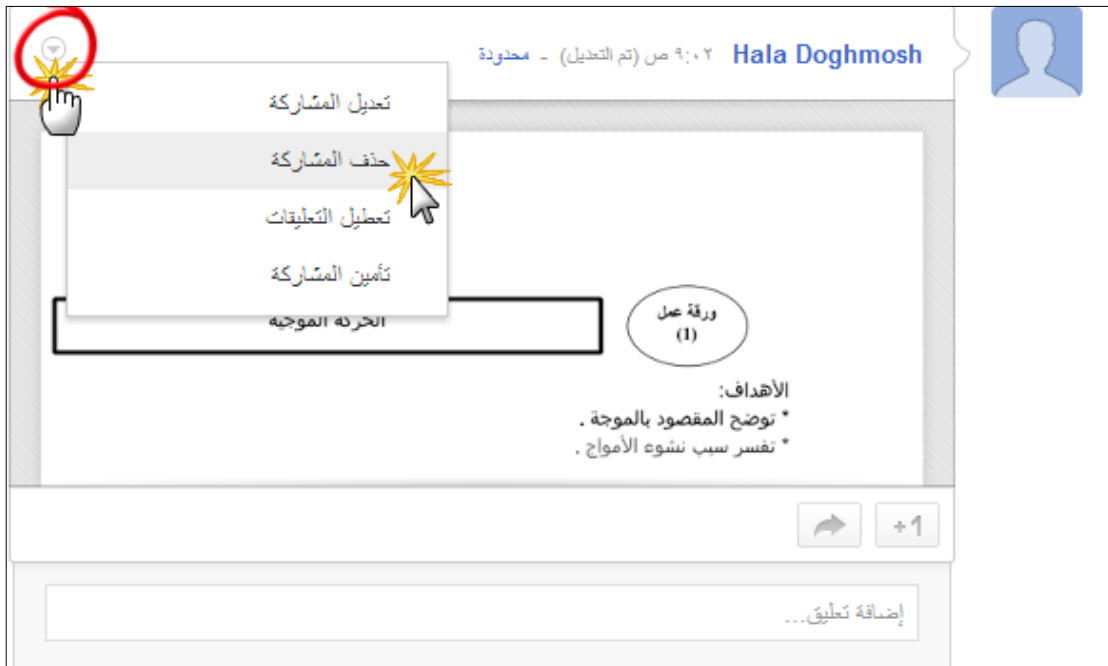 Hala Doghmosh ٩:٠٢ ص (تم التعديل) - محدودة
تعديل المشاركة
حذف المشاركة
تعطيل التعليقات
تأمين المشاركة
الحركة الموجية
ورقة عمل
(1)
الأهداف:
* توضح المقصود بالموجة .
* تفسر سبب نشوء الأمواج .
+1
إضافة تعليق...